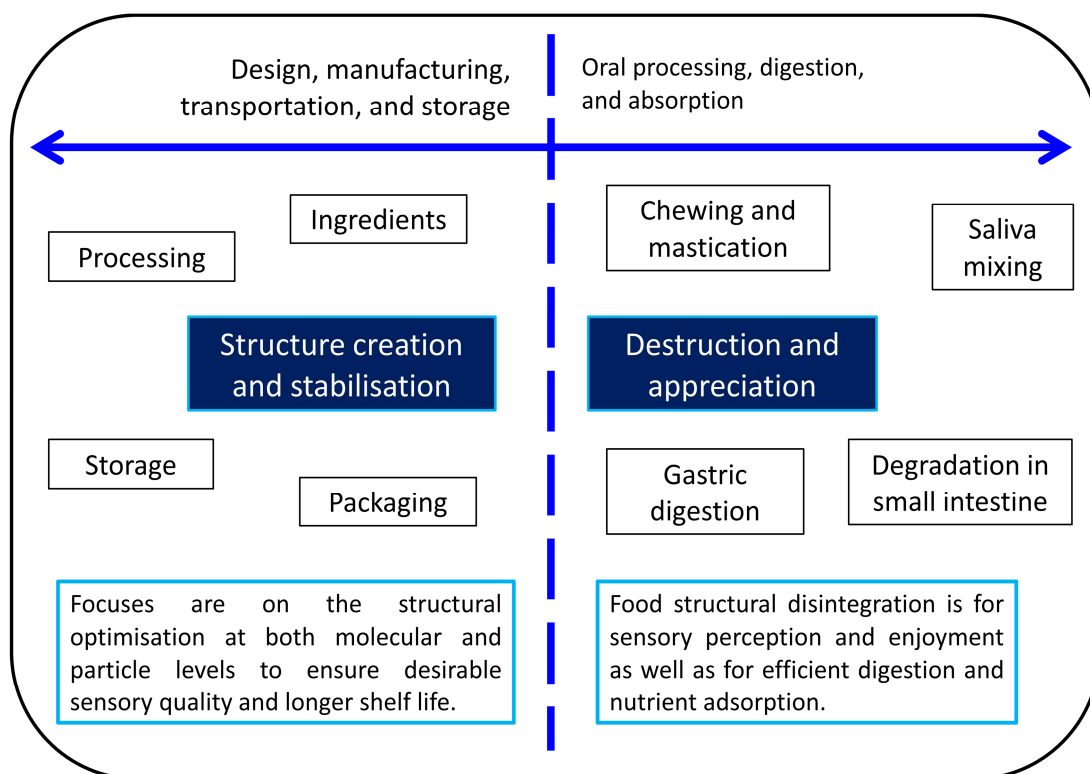 Design, manufacturing,
transportation, and storage
Oral processing, digestion,
and absorption
Ingredients
Processing
Chewing and
mastication
Saliva
mixing
Structure creation
and stabilisation
Destruction and
appreciation
Storage
Packaging
Gastric
digestion
Degradation in
small intestine
Focuses are on the structural
optimisation at both molecular and
particle levels to ensure desirable
sensory quality and longer shelf life.
Food structural disintegration is for
sensory perception and enjoyment
as well as for efficient digestion and
nutrient adsorption.